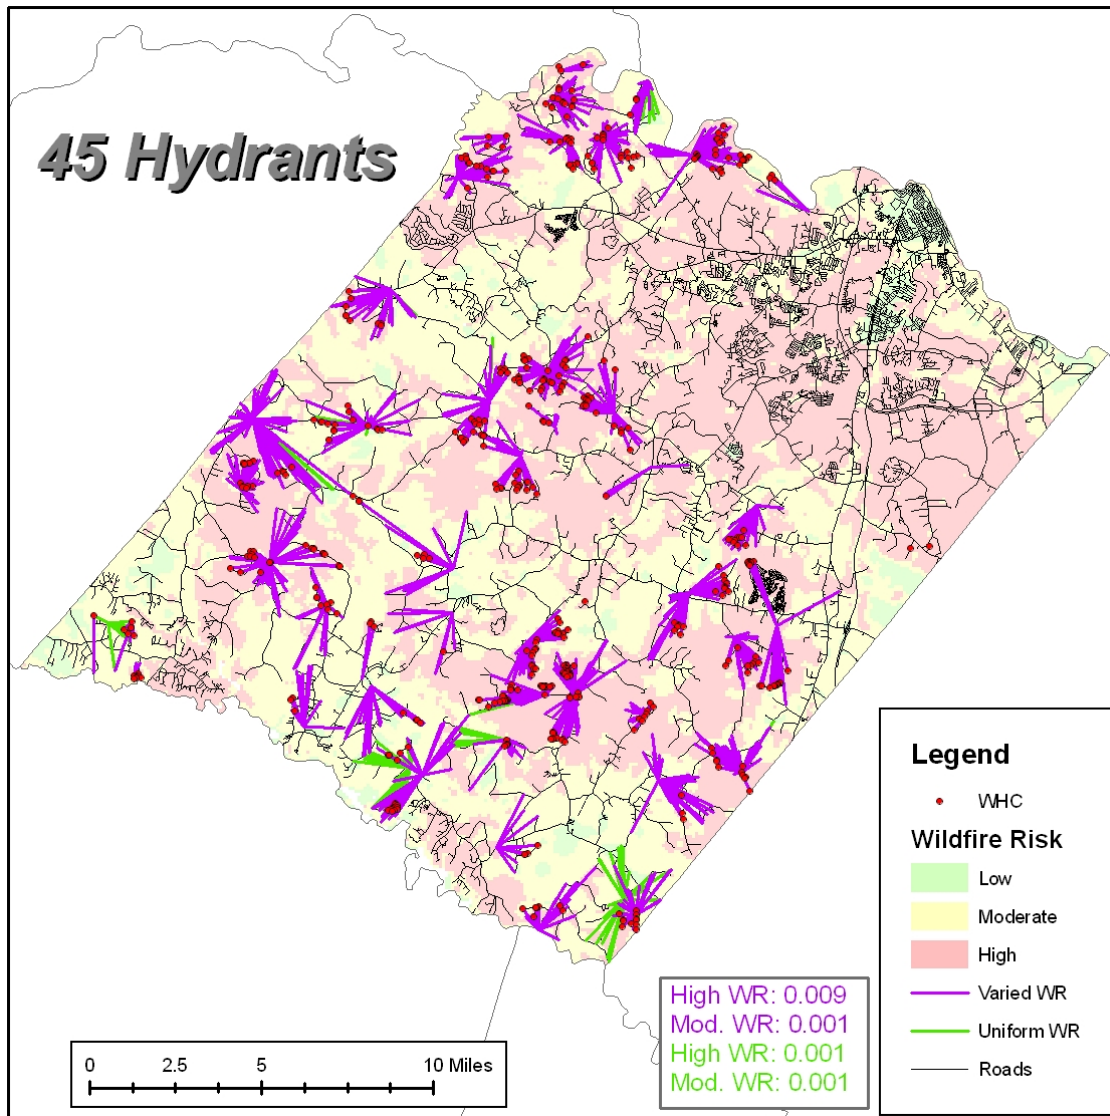 45 Hydrants
Legend
WHC
Wildfire Risk
Low
Moderate
High
Varied WR
Uniform WR
Roads
High WR: 0.009
Mod. WR: 0.001
High WR: 0.001
Mod. WR: 0.001
0 2.5 5 10 Miles